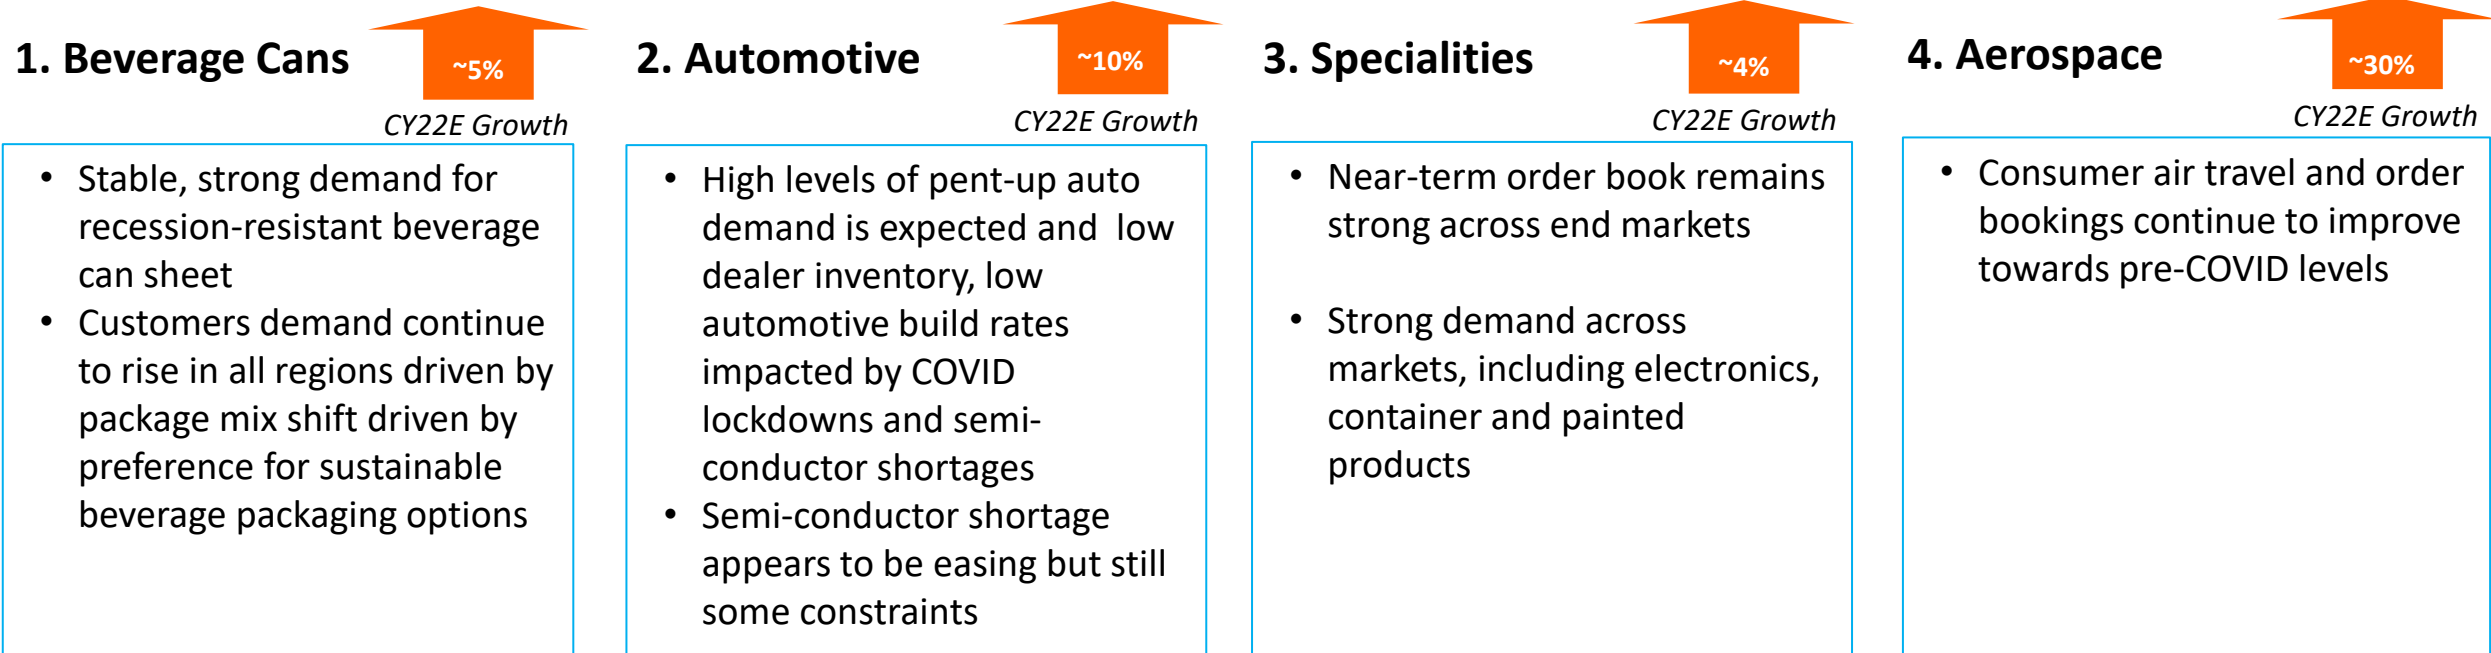 1. Beverage Cans
~5%
CY22E Growth
• Stable, strong demand for
recession-resistant beverage
can sheet
• Customers demand continue
to rise in all regions driven by
package mix shift driven by
preference for sustainable
beverage packaging options
2. Automotive
~10%
CY22E Growth
• High levels of pent-up auto
demand is expected and  low
dealer inventory, low
automotive build rates
impacted by COVID
lockdowns and semi-
conductor shortages
• Semi-conductor shortage
appears to be easing but still
some constraints
3. Specialities
~4%
CY22E Growth
• Near-term order book remains
strong across end markets
• Strong demand across
markets, including electronics,
container and painted
products
4. Aerospace
~30%
CY22E Growth
• Consumer air travel and order
bookings continue to improve
towards pre-COVID levels